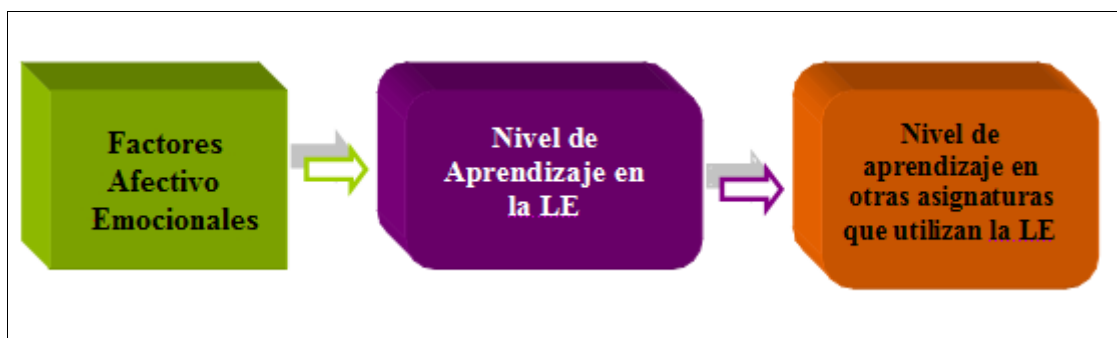 Factores
Afectivo
Emocionales
Nivel de
Aprendizaje en
la LE
Nivel de
aprendizaje en
otras asignaturas
que utilizan la LE